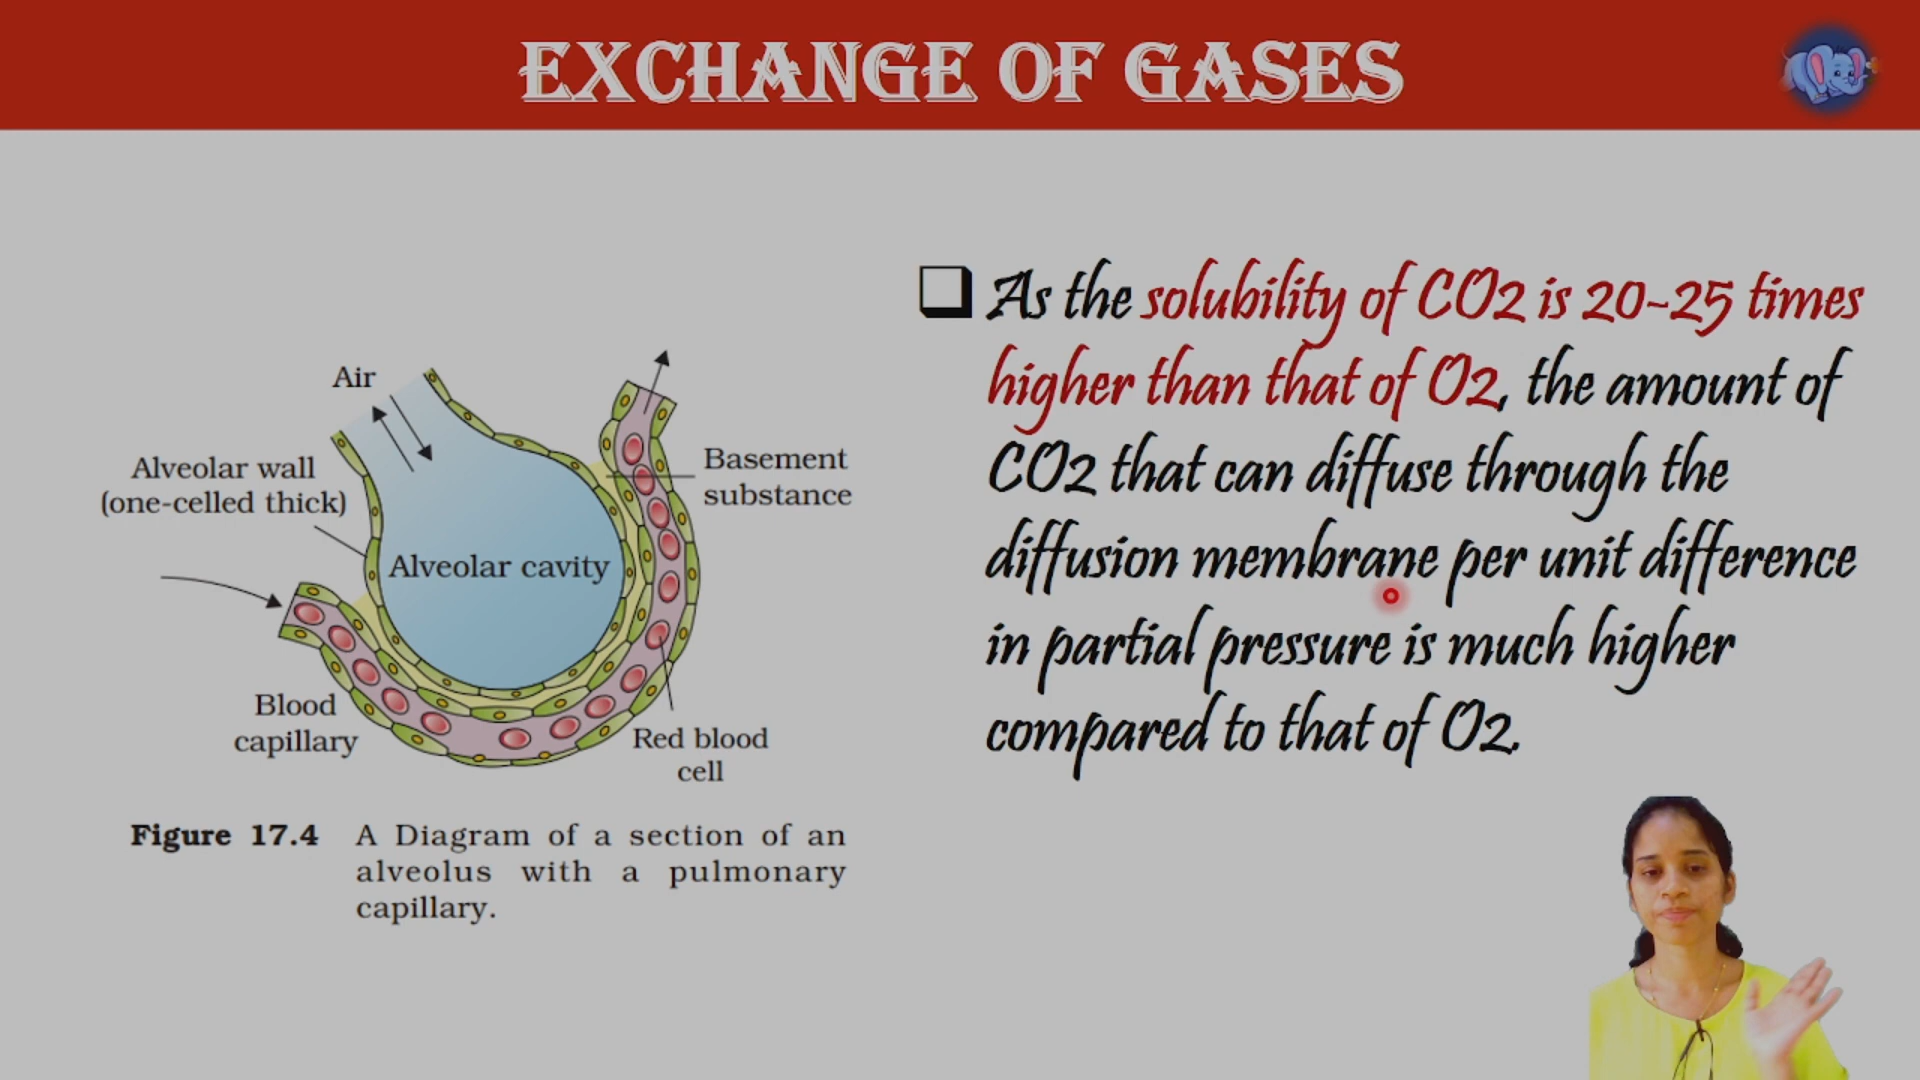 EXCHANGE OF GASES
Air
Alveolar wall
(one-celled thick)
Alveolar cavity
Basement
substance
Blood
capillary
Red blood
cell
Figure 17.4 A Diagram of a section of an
alveolus with a pulmonary
capillary.
As the solubility of CO2 is 20-25 times
higher than that of O2, the amount of
CO2 that can diffuse through the
diffusion membrane per unit difference
in partial pressure is much higher
compared to that of O2.